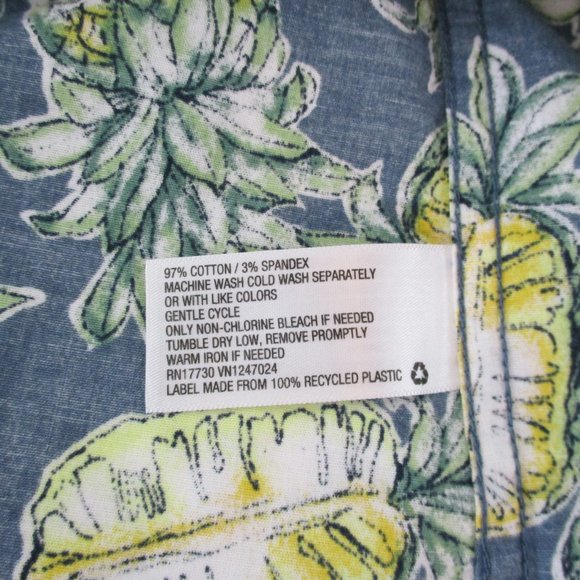 97% COTTON / 3% SPANDEX
MACHINE WASH COLD WASH SEPARATELY
OR WITH LIKE COLORS
GENTLE CYCLE
ONLY NON-CHLORINE BLEACH IF NEEDED
TUMBLE DRY LOW, REMOVE PROMPTLY
WARM IRON IF NEEDED
RN17730 VN1247024
LABEL MADE FROM 100% RECYCLED PLASTIC